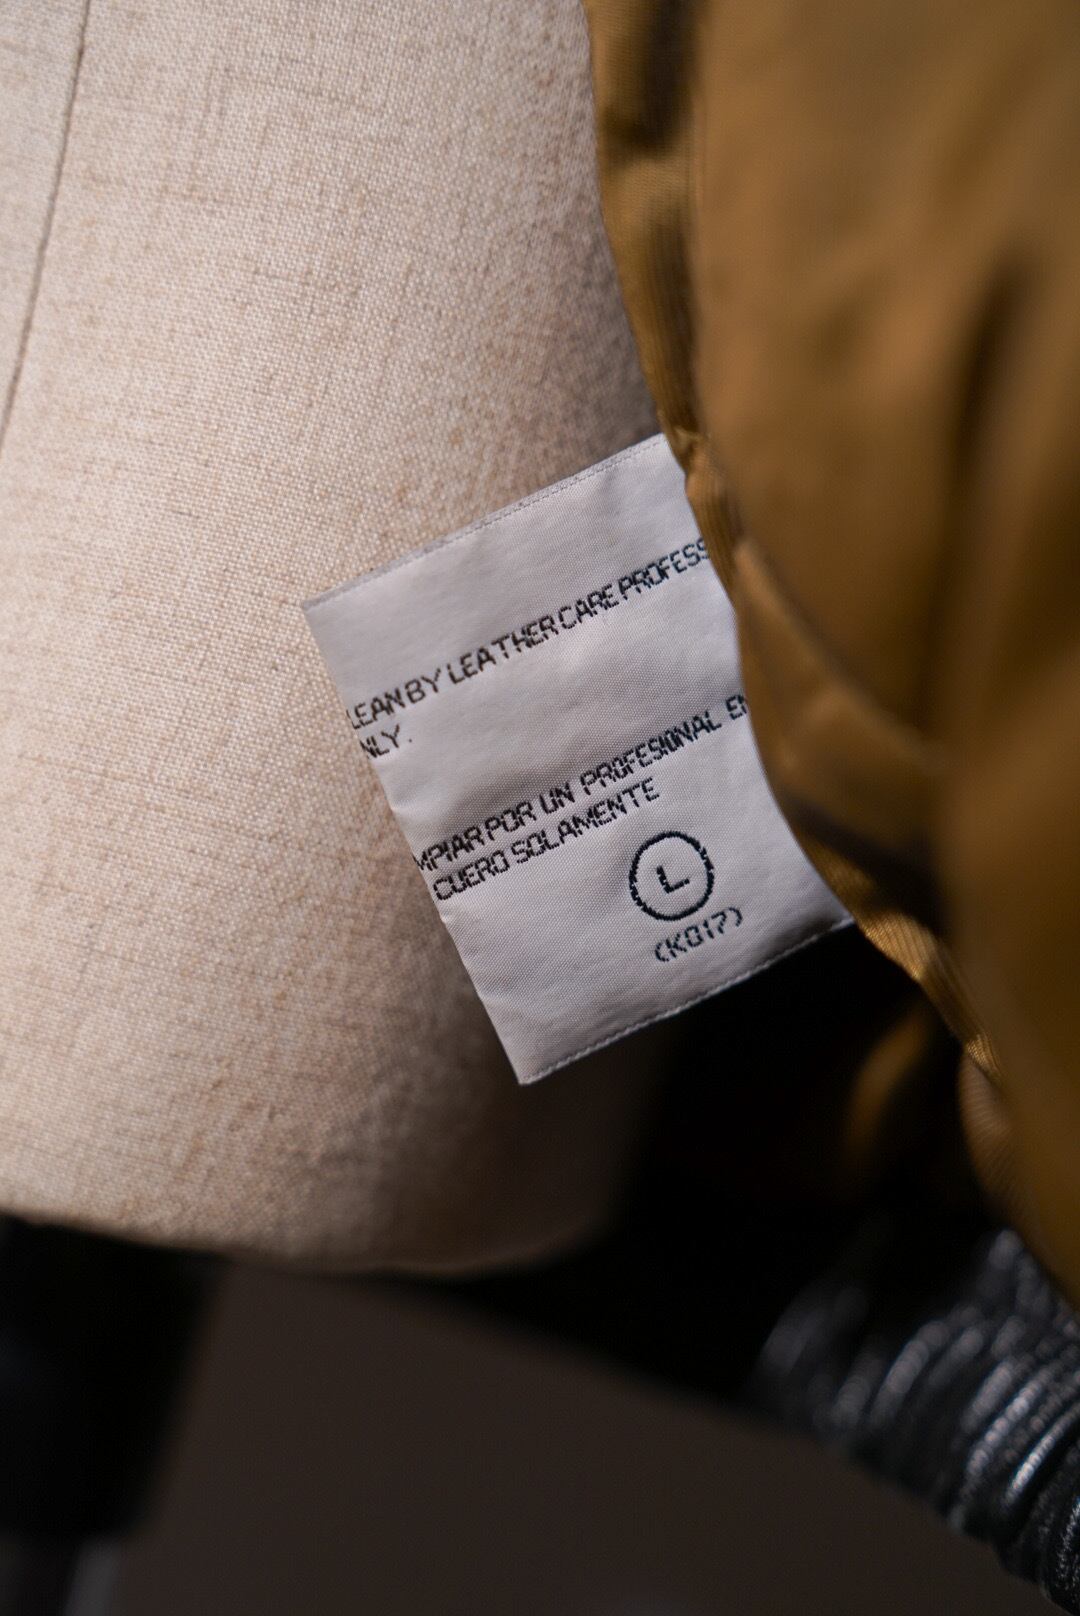 LEAN BY LEATHER CARE PROFESS
NLY.
MPIAR POR UN PROFESIONAL EN
CUERO SOLAMENTE
L
(K017)